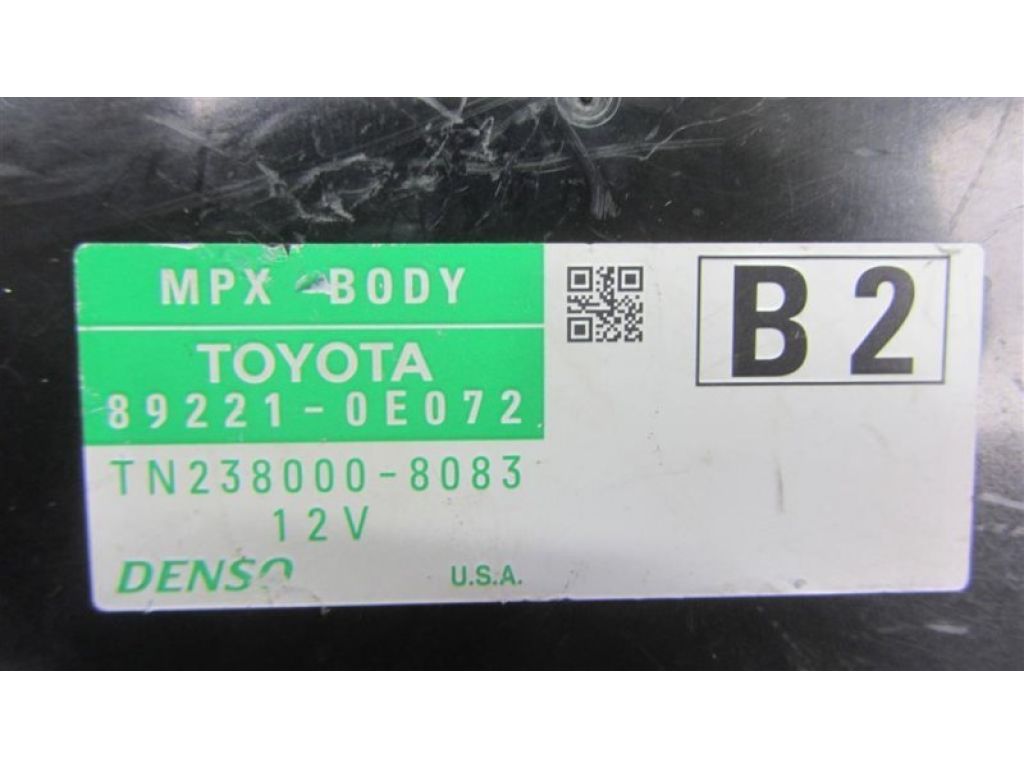 MPX BODY
TOYOTA
89221-0E072
TN238000-8083
12V
DENSO
U.S.A.
B2